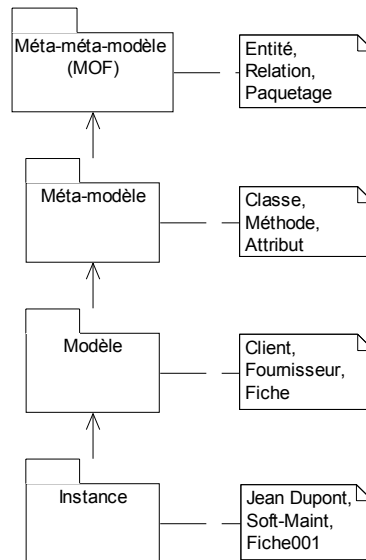 Méta-méta-modèle
(MOF)
Entité,
Relation,
Paquetage
Méta-modèle
Classe,
Méthode,
Attribut
Modèle
Client,
Fournisseur,
Fiche
Instance
Jean Dupont,
Soft-Maint,
Fiche001